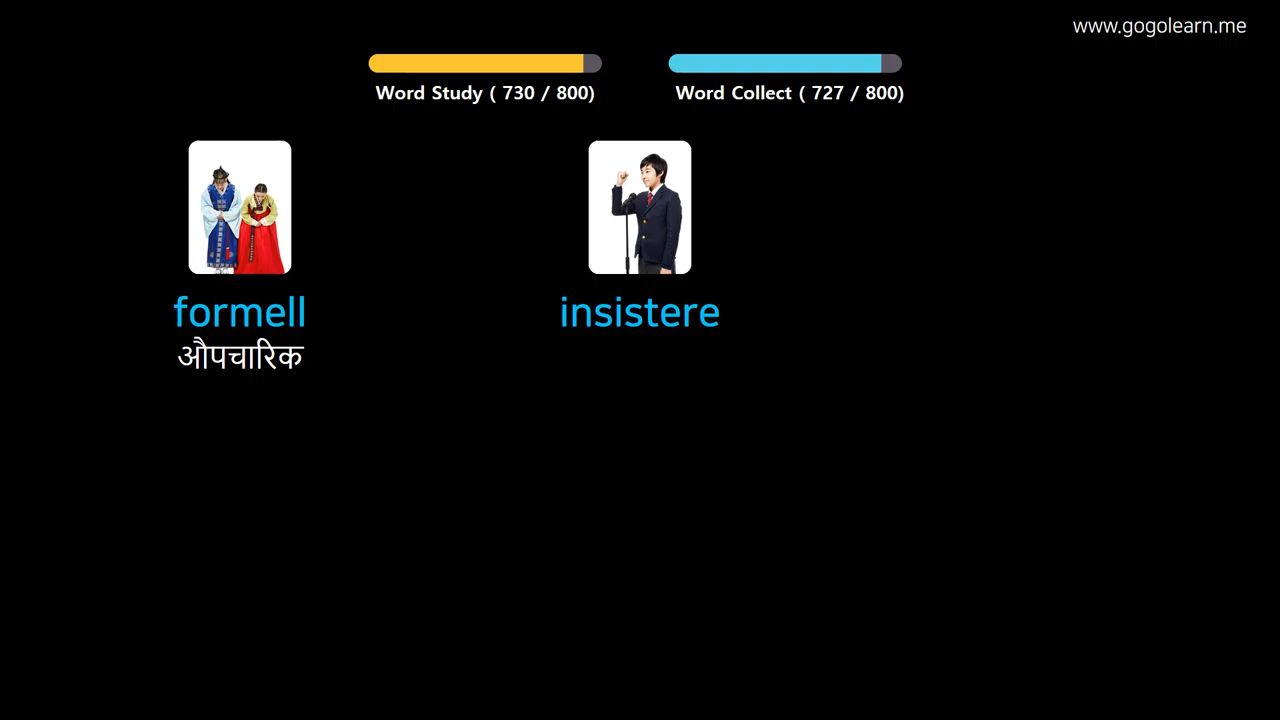 www.gogolearn.me
Word Study ( 730 / 800)
Word Collect ( 727 / 800)
formell
औपचारिक
insistere